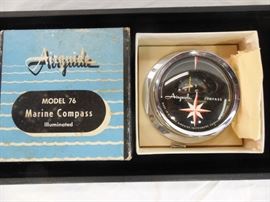 Airguide
MODEL 76
Marine Compass
Illuminated
Airguide COMPASS